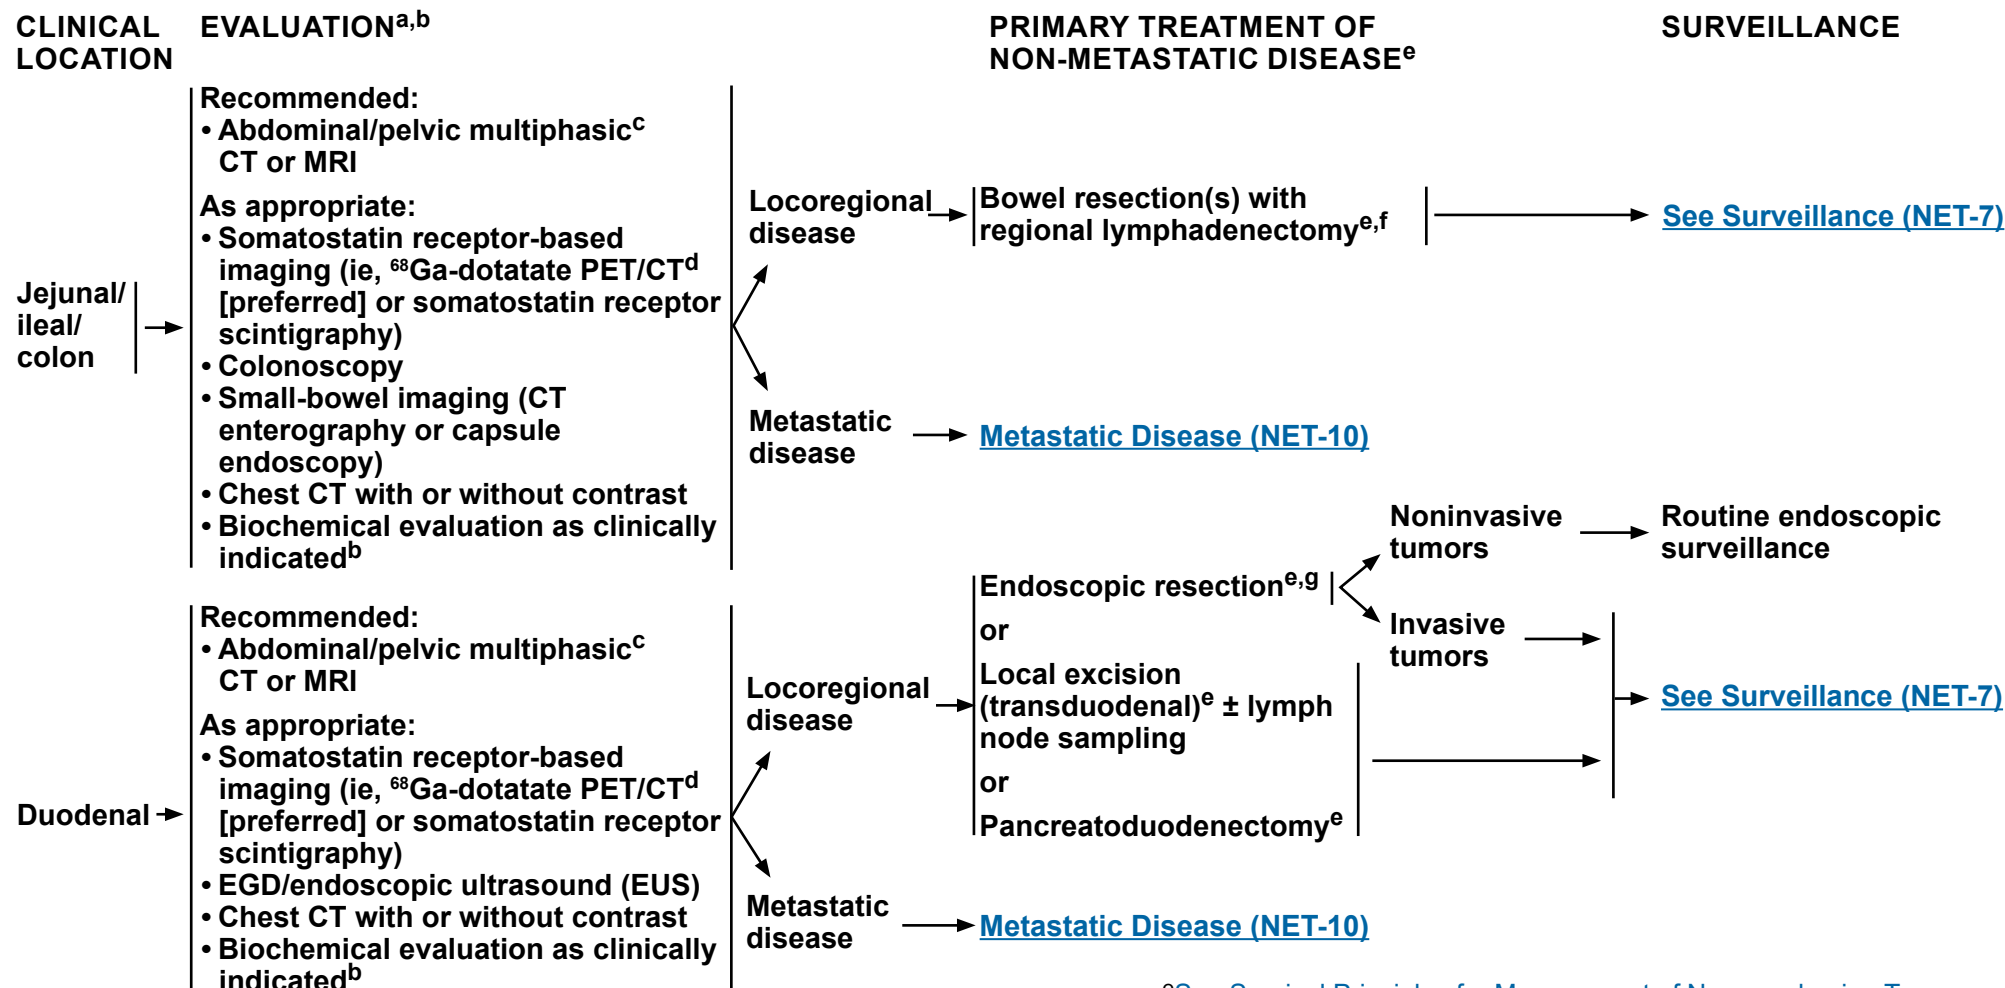 CLINICAL LOCATION
EVALUATIONa,b
PRIMARY TREATMENT OF NON-METASTATIC DISEASEe
SURVEILLANCE
Jejunal/
ileal/
colon
Recommended:
• Abdominal/pelvic multiphasicc
CT or MRI
As appropriate:
• Somatostatin receptor-based
imaging (ie, 68Ga-dotatate PET/CTd
[preferred] or somatostatin receptor
scintigraphy)
• Colonoscopy
• Small-bowel imaging (CT
enterography or capsule
endoscopy)
• Chest CT with or without contrast
• Biochemical evaluation as clinically
indicatedb
Locoregional
disease
Bowel resection(s) with
regional lymphadenectomye,f
See Surveillance (NET-7)
Metastatic
disease
Metastatic Disease (NET-10)
Duodenal
Recommended:
• Abdominal/pelvic multiphasicc
CT or MRI
As appropriate:
• Somatostatin receptor-based
imaging (ie, 68Ga-dotatate PET/CTd
[preferred] or somatostatin receptor
scintigraphy)
• EGD/endoscopic ultrasound (EUS)
• Chest CT with or without contrast
• Biochemical evaluation as clinically
indicatedb
Locoregional
disease
Endoscopic resectione,g
or
Local excision
(transduodenal)e ± lymph
node sampling
or
Pancreatoduodenectomye
Noninvasive
tumors
Routine endoscopic
surveillance
Invasive
tumors
See Surveillance (NET-7)
Metastatic
disease
Metastatic Disease (NET-10)